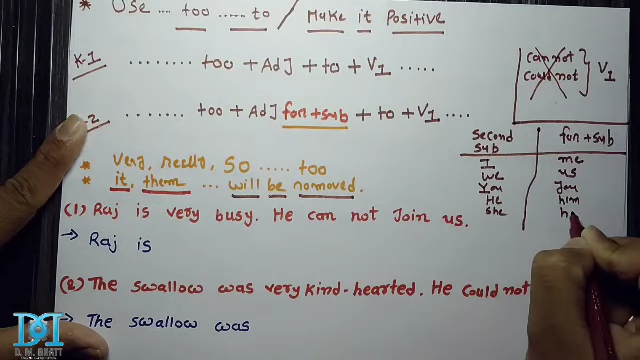 * Use ... too ...... to / Make it Positive
K-1 ........ too + Adj + to + V1 .....
-2 ........ too + Adj for + sub + to + V1 ....
can not
could not } V1
* Very, really, so ..... too
* it, them ... will be removed.
Second sub | for + sub
I | me
We | us
You | you
He | him
She | h
(1) Raj is very busy. He can not Join us.
→ Raj is
(2) The swallow was very kind-hearted. He could not
→ The swallow was
D. M. BHATT